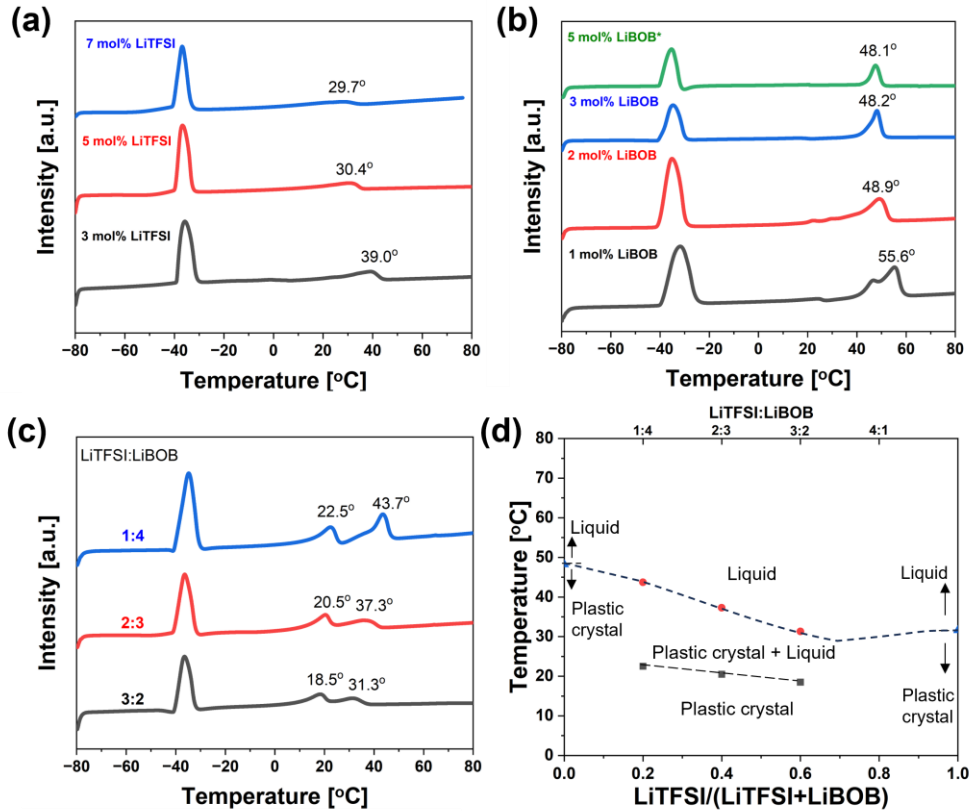 (a)
7 mol% LiTFSI
29.7°
5 mol% LiTFSI
30.4°
3 mol% LiTFSI
39.0°
Intensity [a.u.]
−80 −60 −40 −20 0 20 40 60 80
Temperature [°C]
(b)
5 mol% LiBOB*
48.1°
3 mol% LiBOB
48.2°
2 mol% LiBOB
48.9°
1 mol% LiBOB
55.6°
Intensity [a.u.]
−80 −60 −40 −20 0 20 40 60 80
Temperature [°C]
(c)
LiTFSI:LiBOB
1:4
22.5°
43.7°
2:3
20.5°
37.3°
3:2
18.5°
31.3°
Intensity [a.u.]
−80 −60 −40 −20 0 20 40 60 80
Temperature [°C]
(d)
LiTFSI:LiBOB
1:4 2:3 3:2 4:1
80
70
60
50
40
30
20
10
0
Temperature [°C]
Liquid
Plastic
crystal
Liquid
Liquid
Plastic crystal + Liquid
Plastic crystal
Plastic
crystal
0.0 0.2 0.4 0.6 0.8 1.0
LiTFSI/(LiTFSI+LiBOB)